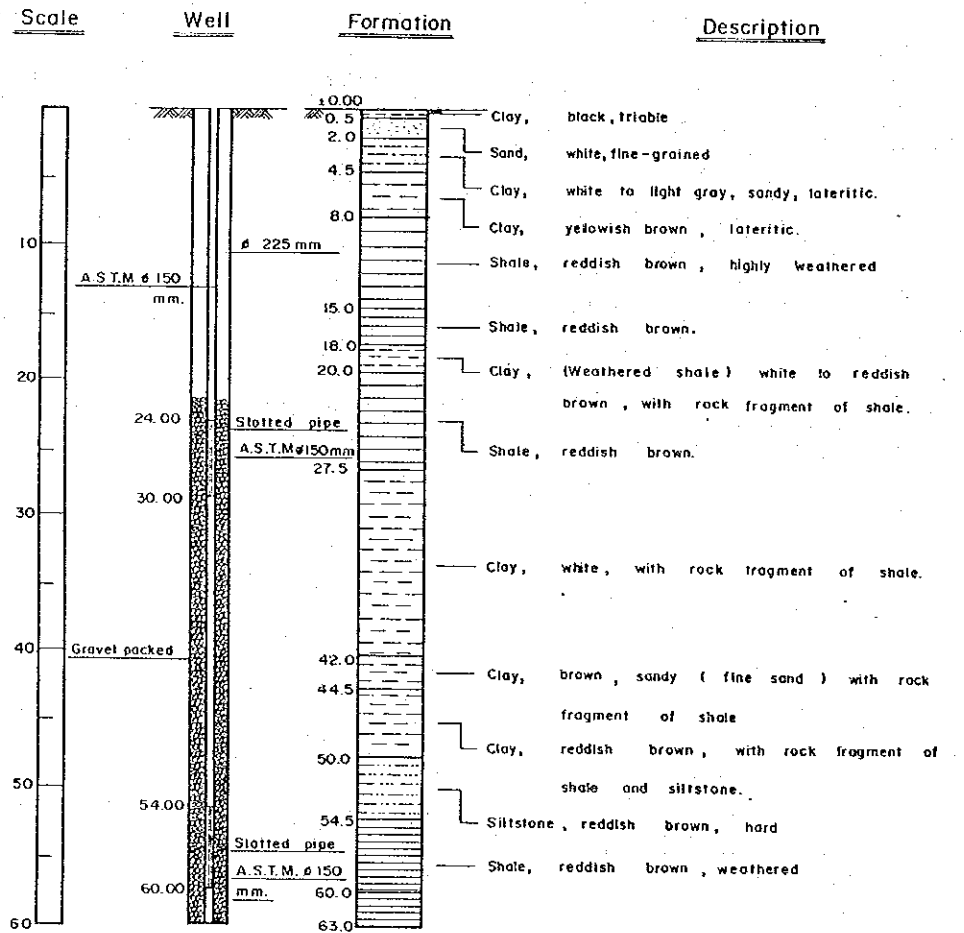 Scale
Well
Formation
Description
±0.00
0.5
2.0
4.5
8.0
15.0
18.0
20.0
27.5
42.0
44.5
50.0
54.5
60.0
63.0
10
20
30
40
50
60
ø 225 mm
A.S.T.M ø 150
mm.
24.00
Slotted pipe
A.S.T.M ø 150mm
30.00
Gravel packed
54.00
Slotted pipe
A.S.T.M. ø 150
mm.
60.00
Clay, black, triable
Sand, white, fine-grained
Clay, white to light gray, sandy, lateritic.
Clay, yelowish brown, lateritic.
Shale, reddish brown, highly weathered
Shale, reddish brown.
Clay, (Weathered shale) white to reddish
brown, with rock fragment of shale.
Shale, reddish brown.
Clay, white, with rock fragment of shale.
Clay, brown, sandy (fine sand) with rock
fragment of shale
Clay, reddish brown, with rock fragment of
shale and siltstone.
Siltstone, reddish brown, hard
Shale, reddish brown, weathered